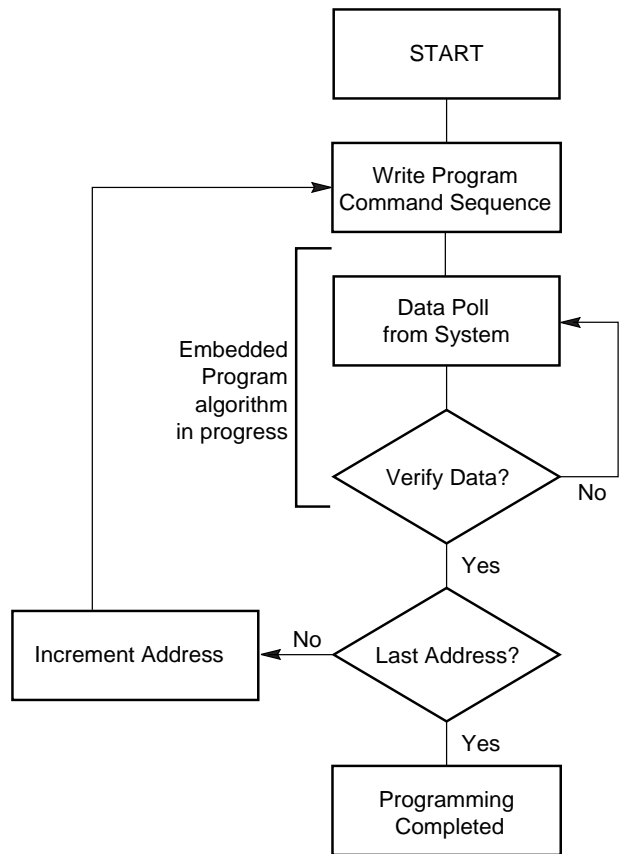 START
Write Program
Command Sequence
Data Poll
from System
Embedded
Program
algorithm
in progress
Verify Data?
No
Yes
No
Increment Address
Last Address?
Yes
Programming
Completed